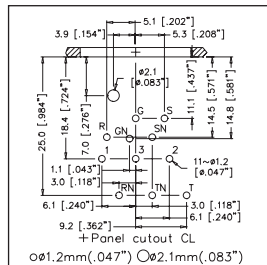 5.1 [.202"]
3.9 [.154"]
5.3 [.208"]
ø2.1
[ø.083"]
25.0 [.984"]
18.4 [.724"]
7.0 [.276"]
11.1 [.437"]
14.5 [.571"]
14.8 [.581"]
G
S
R
GN
SN
1
3
2
1.1 [.043"]
11~ø1.2
[ø.047"]
3.0 [.118"]
RN
TN
T
6.1 [.240"]
3.0 [.118"]
6.1 [.240"]
9.2 [.362"]
+Panel cutout CL
○ø1.2mm(.047") ○2.1mm(.083")